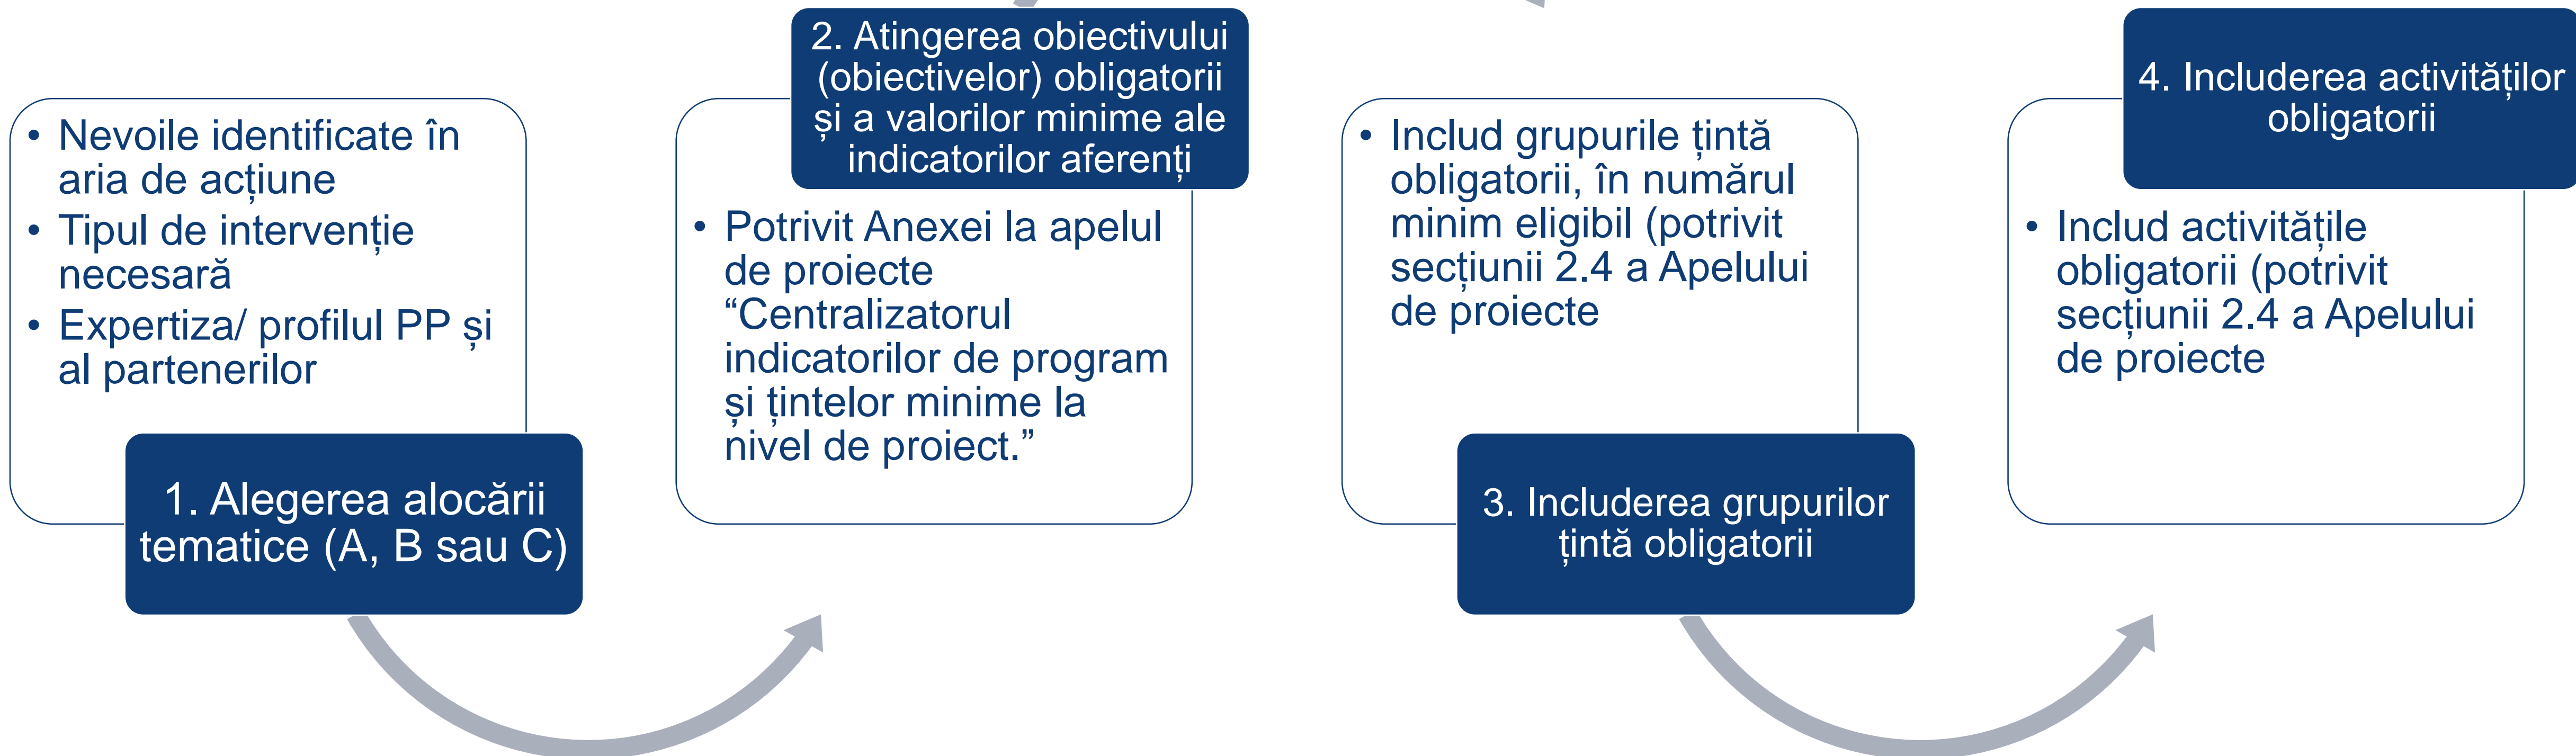 • Nevoile identificate în
aria de acțiune
• Tipul de intervenție
necesară
• Expertiza/ profilul PP și
al partenerilor
1. Alegerea alocării
tematice (A, B sau C)
2. Atingerea obiectivului
(obiectivelor) obligatorii
și a valorilor minime ale
indicatorilor aferenți
• Potrivit Anexei la apelul
de proiecte
“Centralizatorul
indicatorilor de program
și țintelor minime la
nivel de proiect.”
• Includ grupurile țintă
obligatorii, în numărul
minim eligibil (potrivit
secțiunii 2.4 a Apelului
de proiecte
3. Includerea grupurilor
țintă obligatorii
4. Includerea activităților
obligatorii
• Includ activitățile
obligatorii (potrivit
secțiunii 2.4 a Apelului
de proiecte